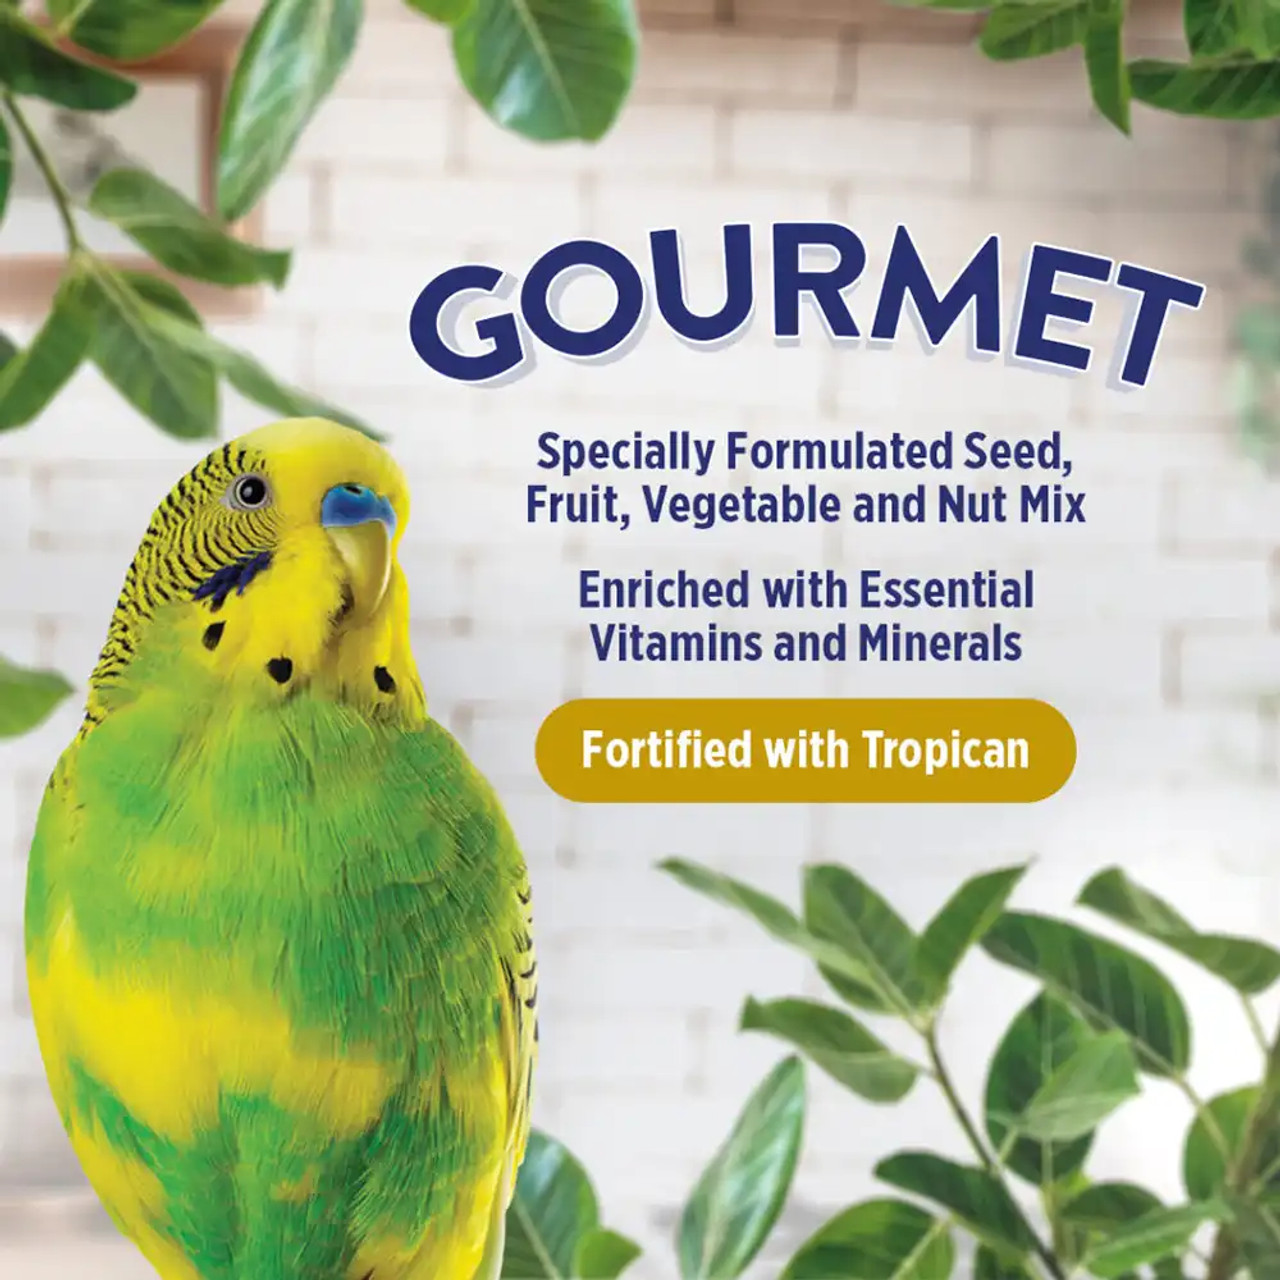 GOURMET
Specially Formulated Seed,
Fruit, Vegetable and Nut Mix
Enriched with Essential
Vitamins and Minerals
Fortified with Tropican